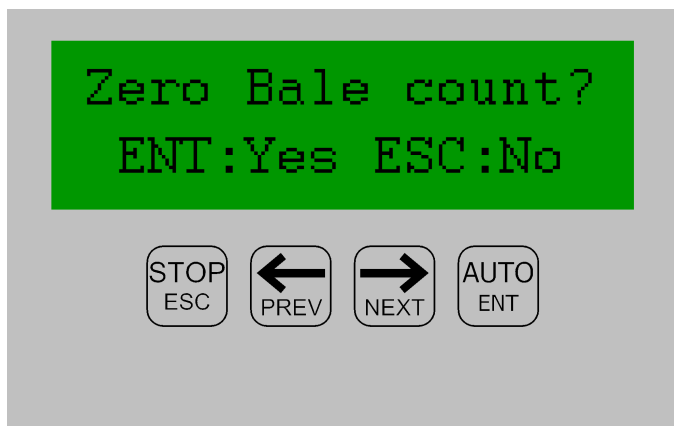 Zero Bale count?
ENT:Yes ESC:No
STOP
ESC
PREV
NEXT
AUTO
ENT